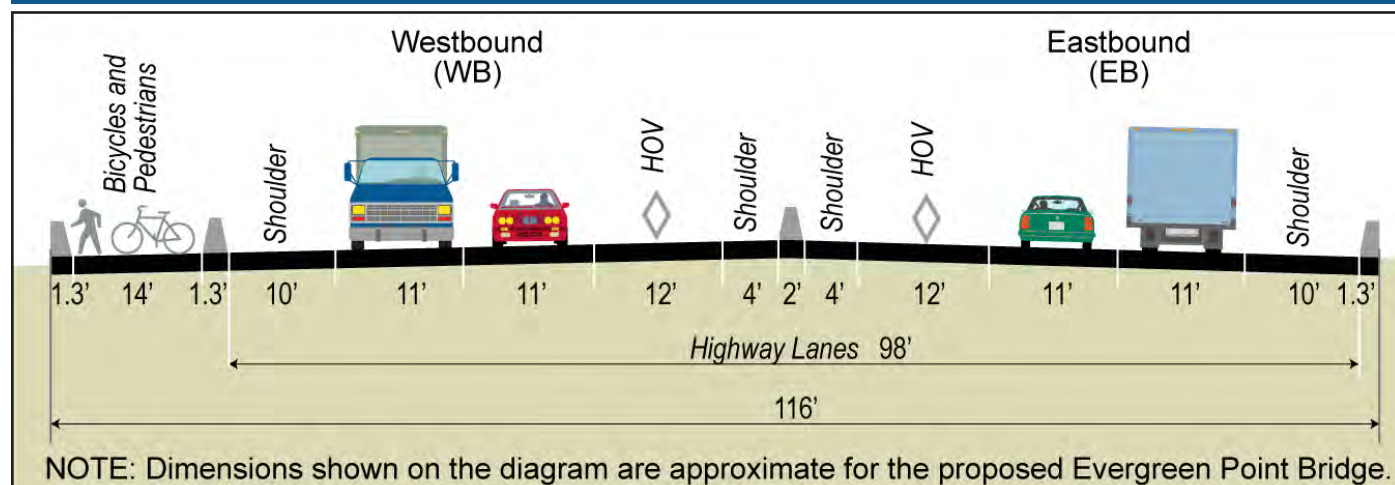 Westbound
(WB)
Eastbound
(EB)
Bicycles and
Pedestrians
Shoulder
HOV
Shoulder
Shoulder
HOV
Shoulder
1.3' 14' 1.3' 10' 11' 11' 12' 4' 2' 4' 12' 11' 11' 10' 1.3'
Highway Lanes 98'
116'
NOTE: Dimensions shown on the diagram are approximate for the proposed Evergreen Point Bridge.